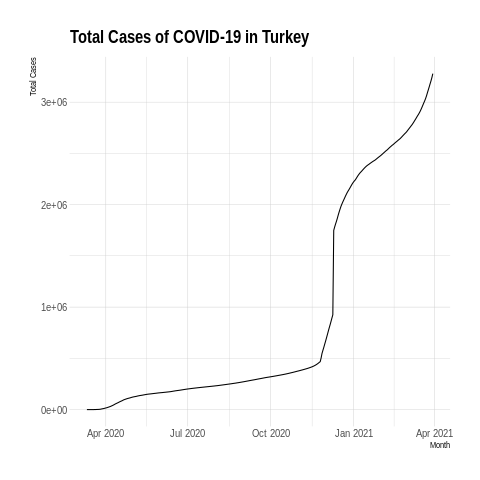 Total Cases of COVID-19 in Turkey
Total Cases
3e+06
2e+06
1e+06
0e+00
Apr 2020 Jul 2020 Oct 2020 Jan 2021 Apr 2021
Month